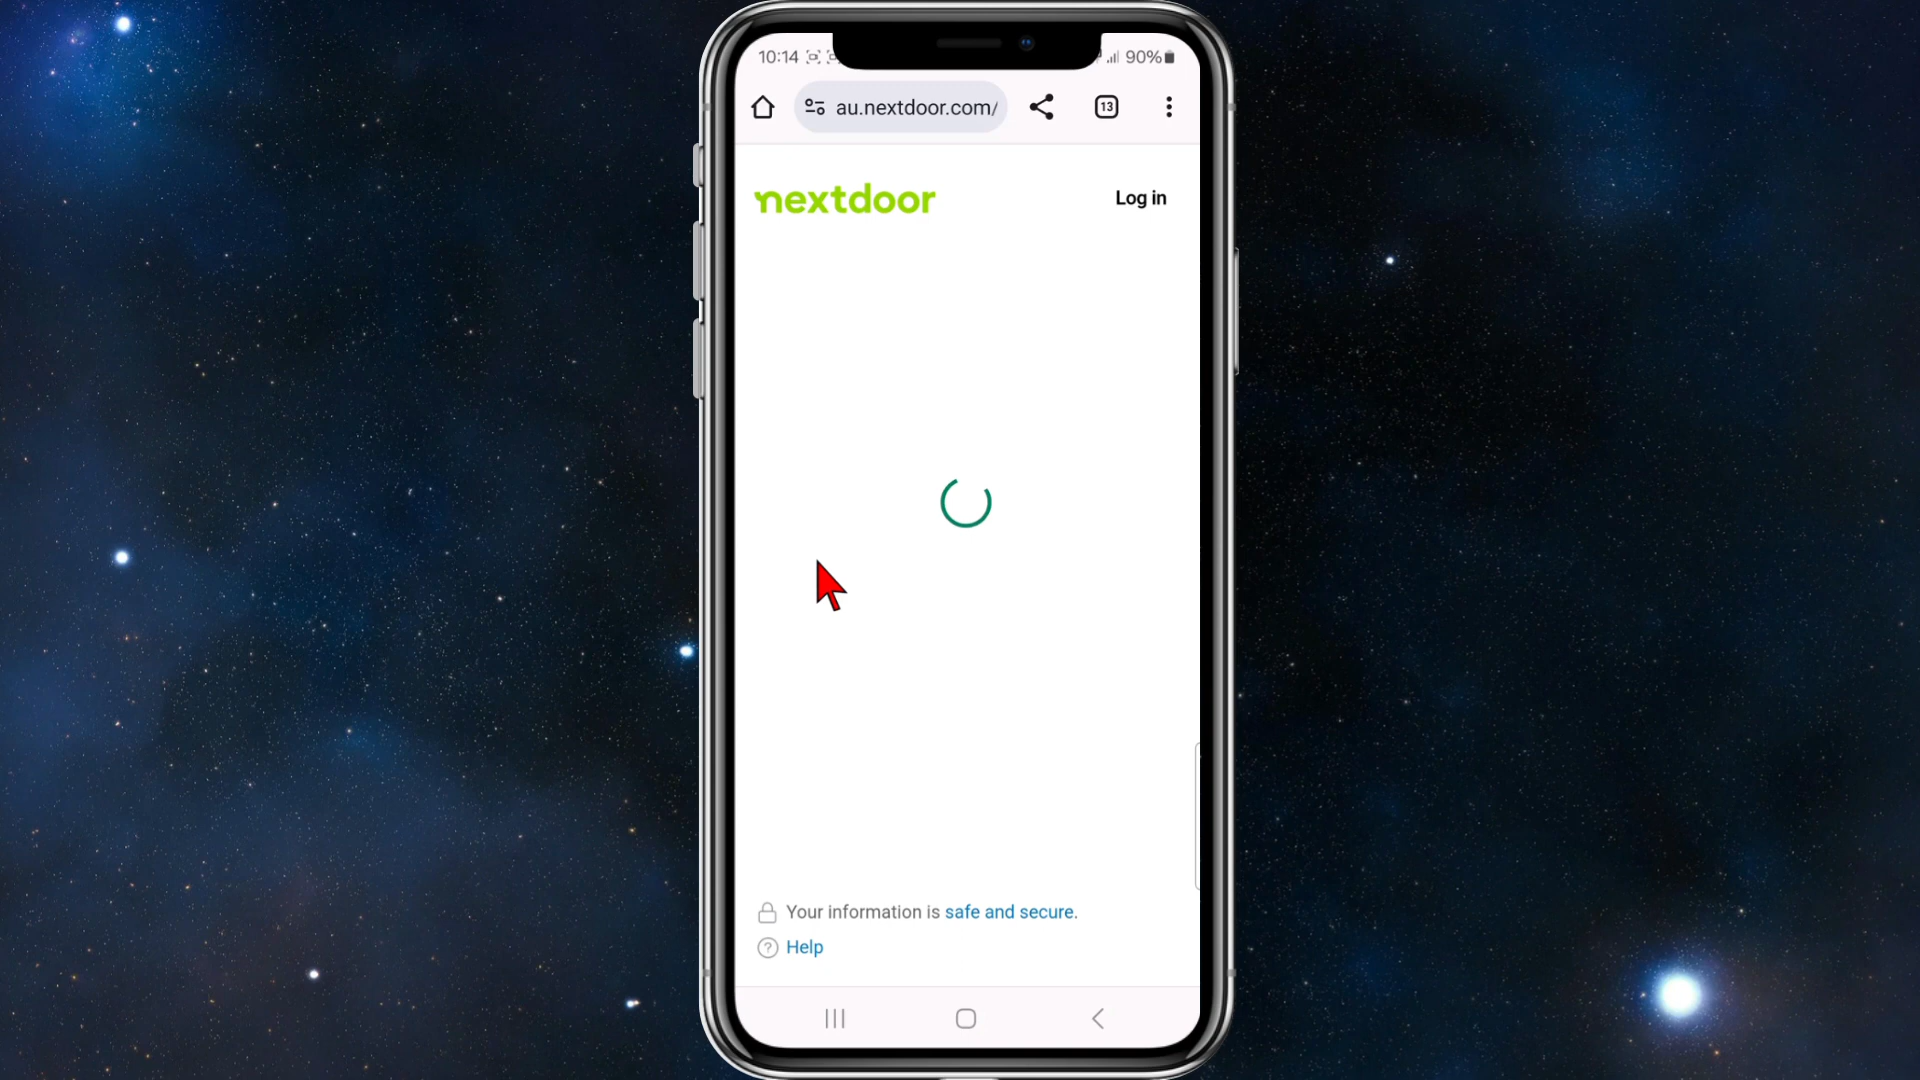 10:14
90%
au.nextdoor.com/
13
nextdoor
Log in
Your information is safe and secure.
? Help